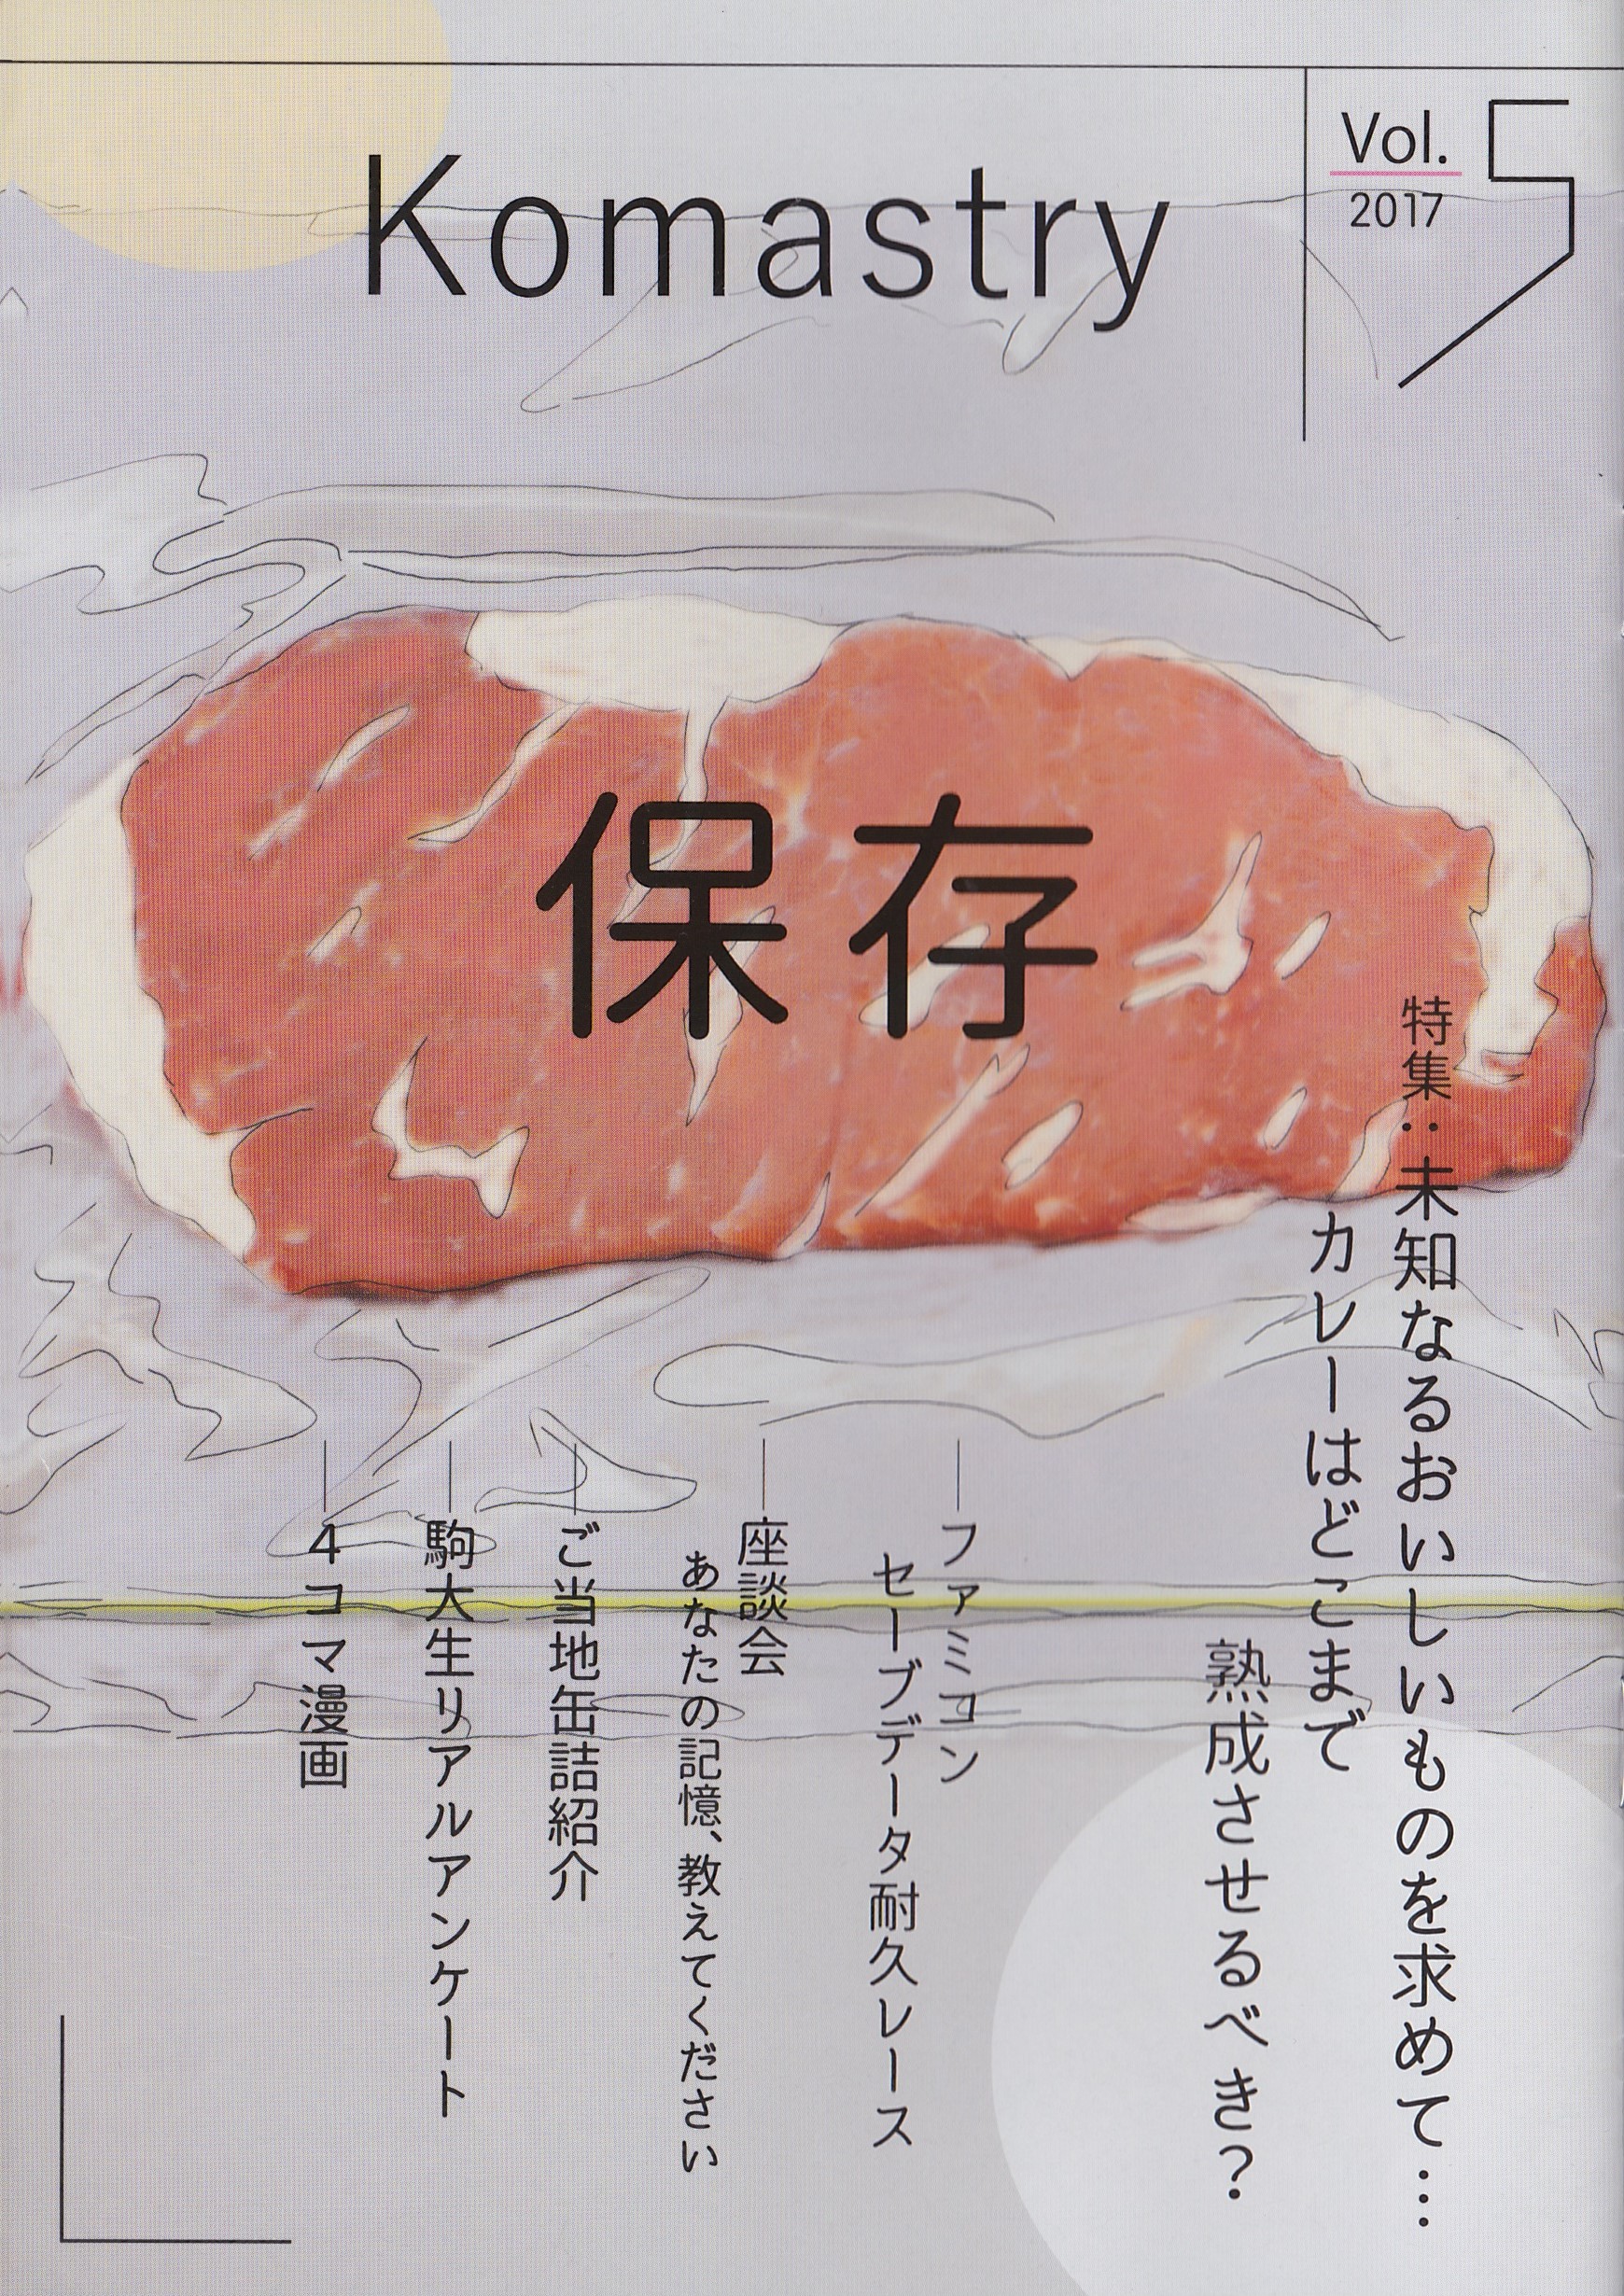 Komastry
Vol. 5
2017
保存
特集：未知なるおいしいものを求めて…
カレーはどこまで
熟成させるべき？
ファミコン
セーブデータ耐久レース
座談会
あなたの記憶、教えてください
ご当地缶詰紹介
駒大生リアルアンケート
4コマ漫画